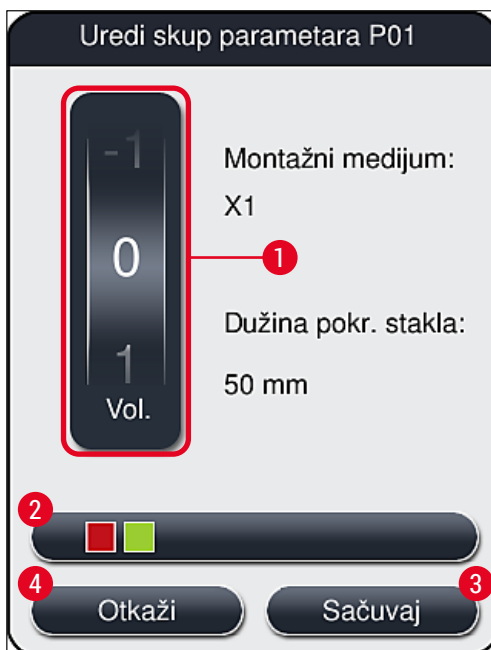 Uredi skup parametara P01
-1
0
1
Vol.
1
Montažni medijum:
X1
Dužina pokr. stakla:
50 mm
2
4
Otkaži
3
Sačuvaj